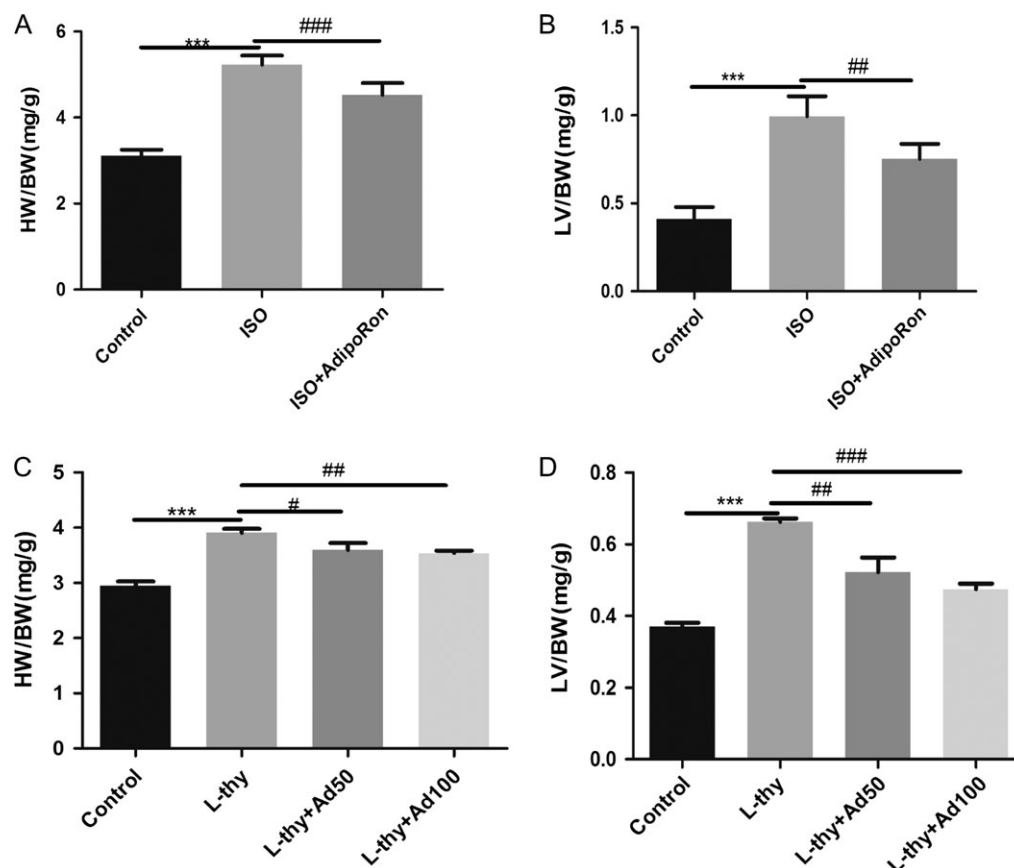 A
HW/BW(mg/g)
6
4
2
0
***
###
Control
ISO
ISO+AdipoRon
B
LV/BW(mg/g)
1.5
1.0
0.5
0.0
***
##
Control
ISO
ISO+AdipoRon
C
HW/BW(mg/g)
5
4
3
2
1
0
***
#
##
Control
L-thy
L-thy+Ad50
L-thy+Ad100
D
LV/BW(mg/g)
0.8
0.6
0.4
0.2
0.0
***
##
###
Control
L-thy
L-thy+Ad50
L-thy+Ad100